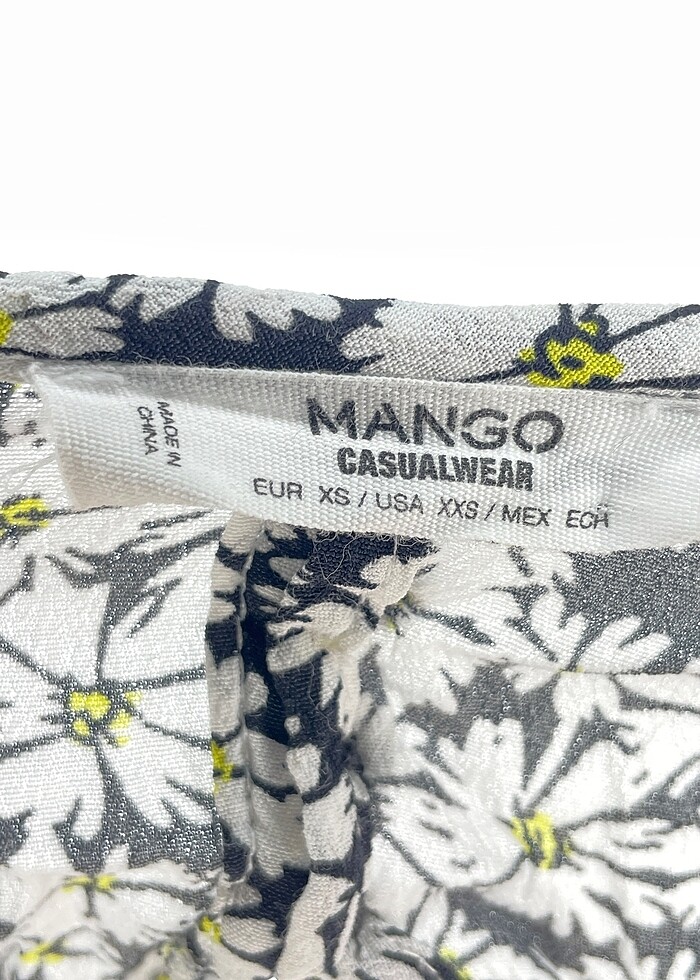 MADE IN
CHINA
MANGO
CASUALWEAR
EUR XS / USA XXS / MEX ECH